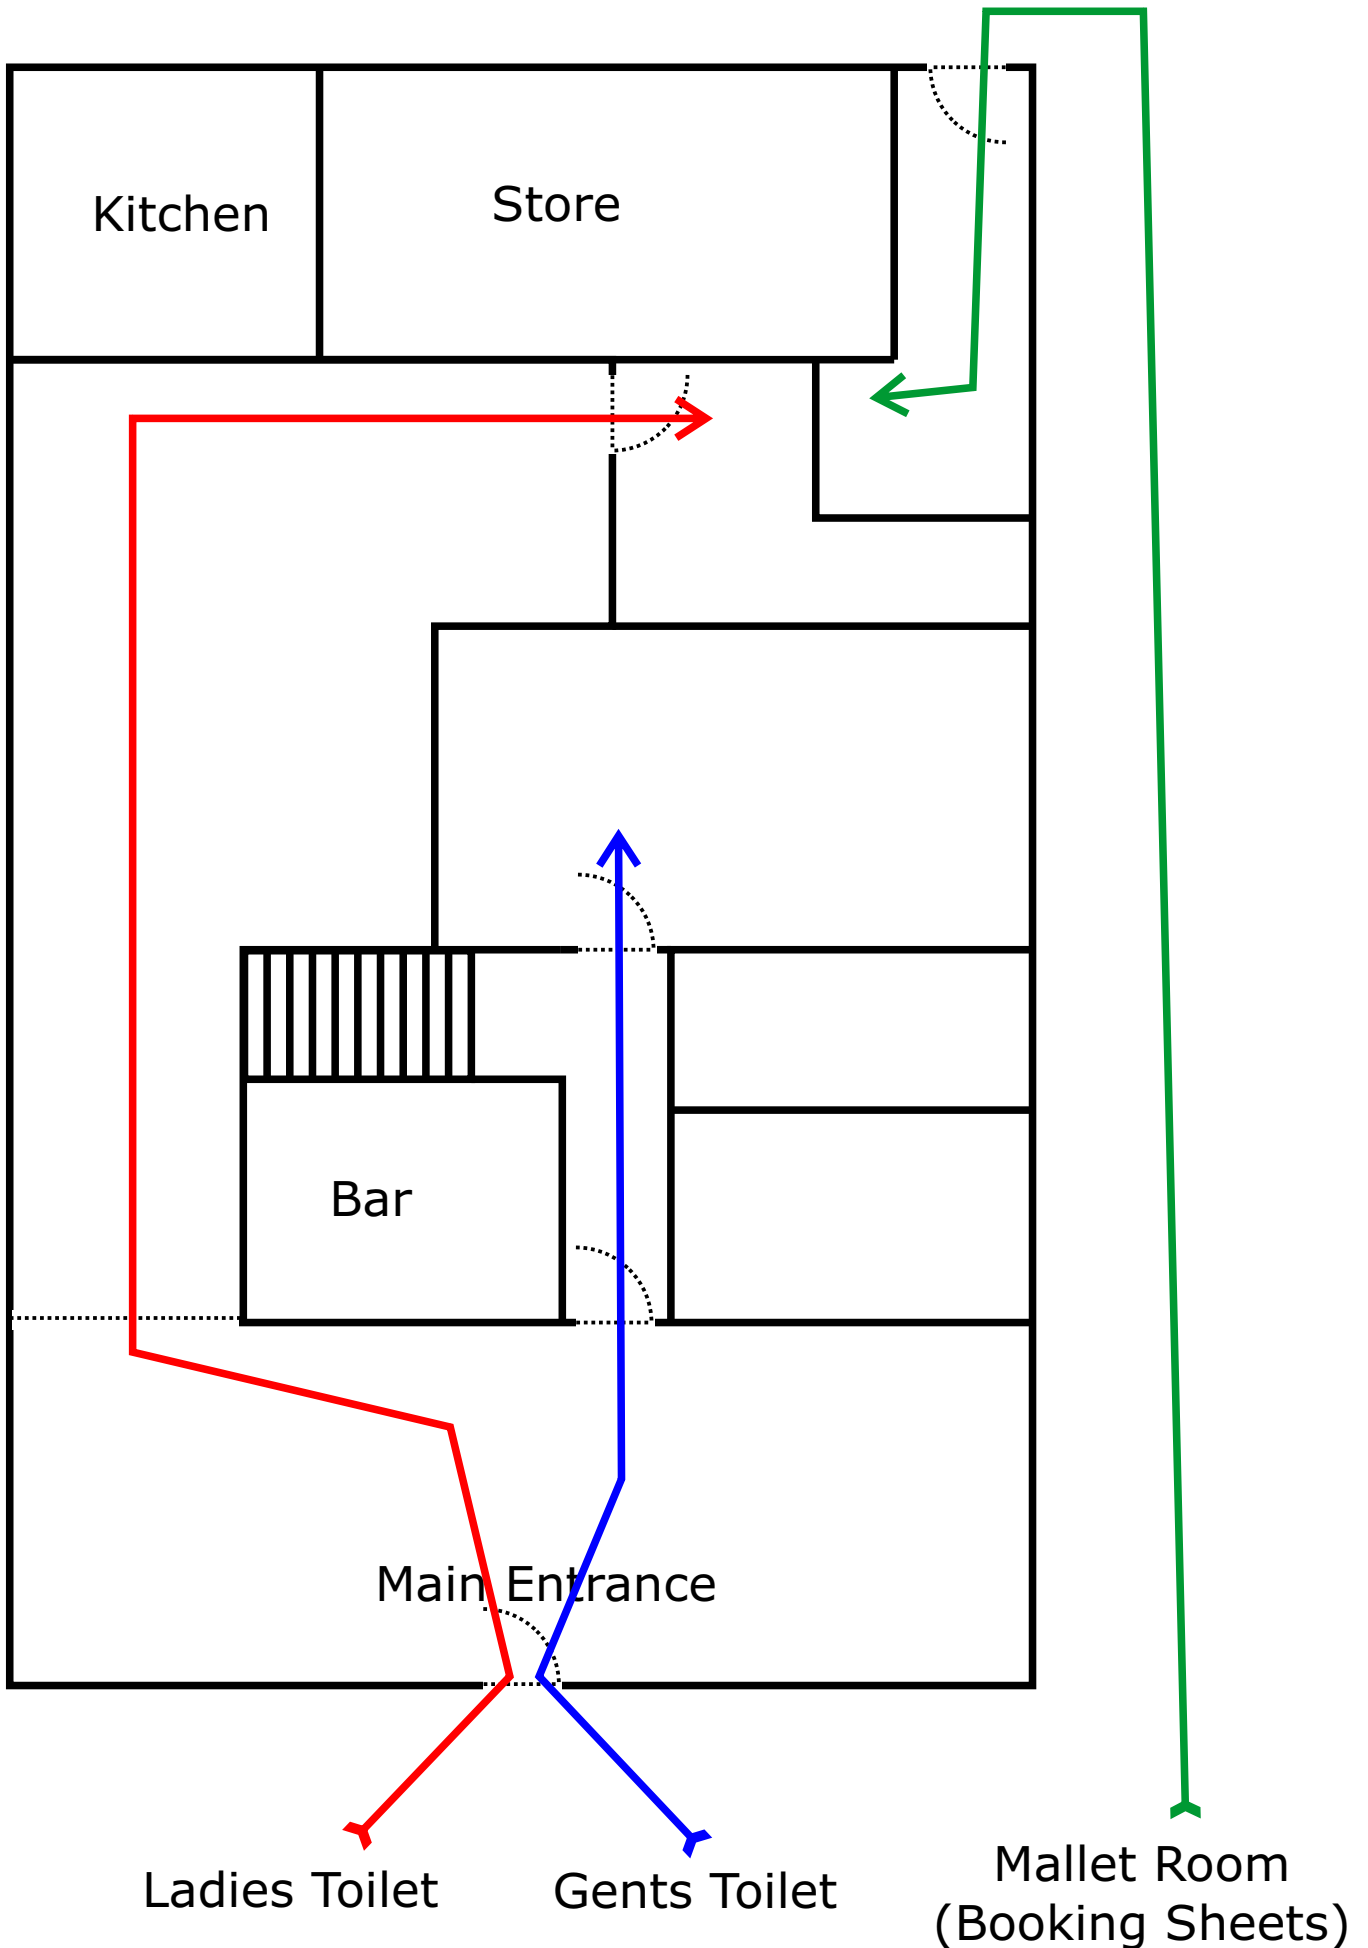 Kitchen
Store
Bar
Main Entrance
Ladies Toilet
Gents Toilet
Mallet Room
(Booking Sheets)